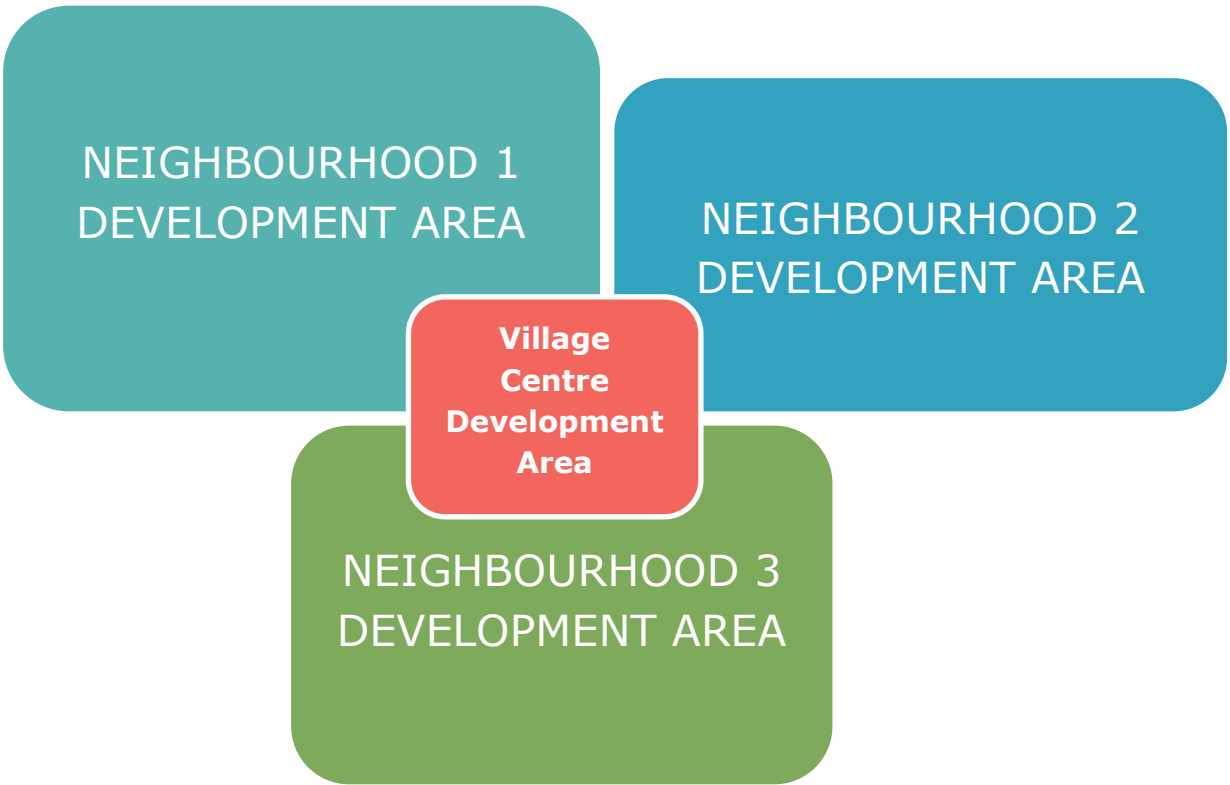 NEIGHBOURHOOD 1
DEVELOPMENT AREA
NEIGHBOURHOOD 2
DEVELOPMENT AREA
Village
Centre
Development
Area
NEIGHBOURHOOD 3
DEVELOPMENT AREA